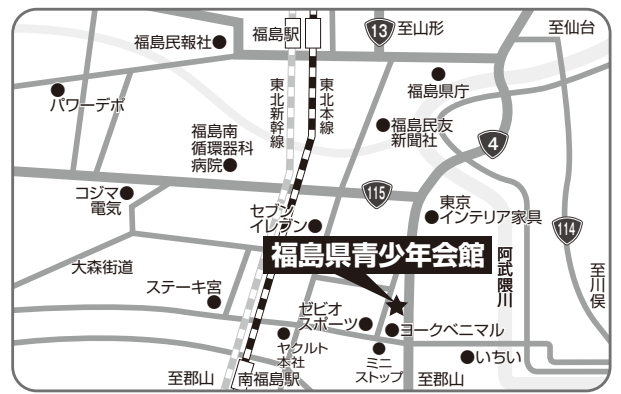 福島駅
13
至山形
至仙台
福島民報社
福島県庁
パワーデポ
東北新幹線
東北本線
福島民友
新聞社
福島南
循環器科
病院
4
コジマ
電気
115
東京
インテリア家具
セブン
イレブン
114
福島県青少年会館
阿武隈川
大森街道
至川俣
ステーキ宮
ゼビオ
スポーツ
ヨークベニマル
ヤクルト
本社
ミニ
ストップ
いちい
至郡山
南福島駅
至郡山